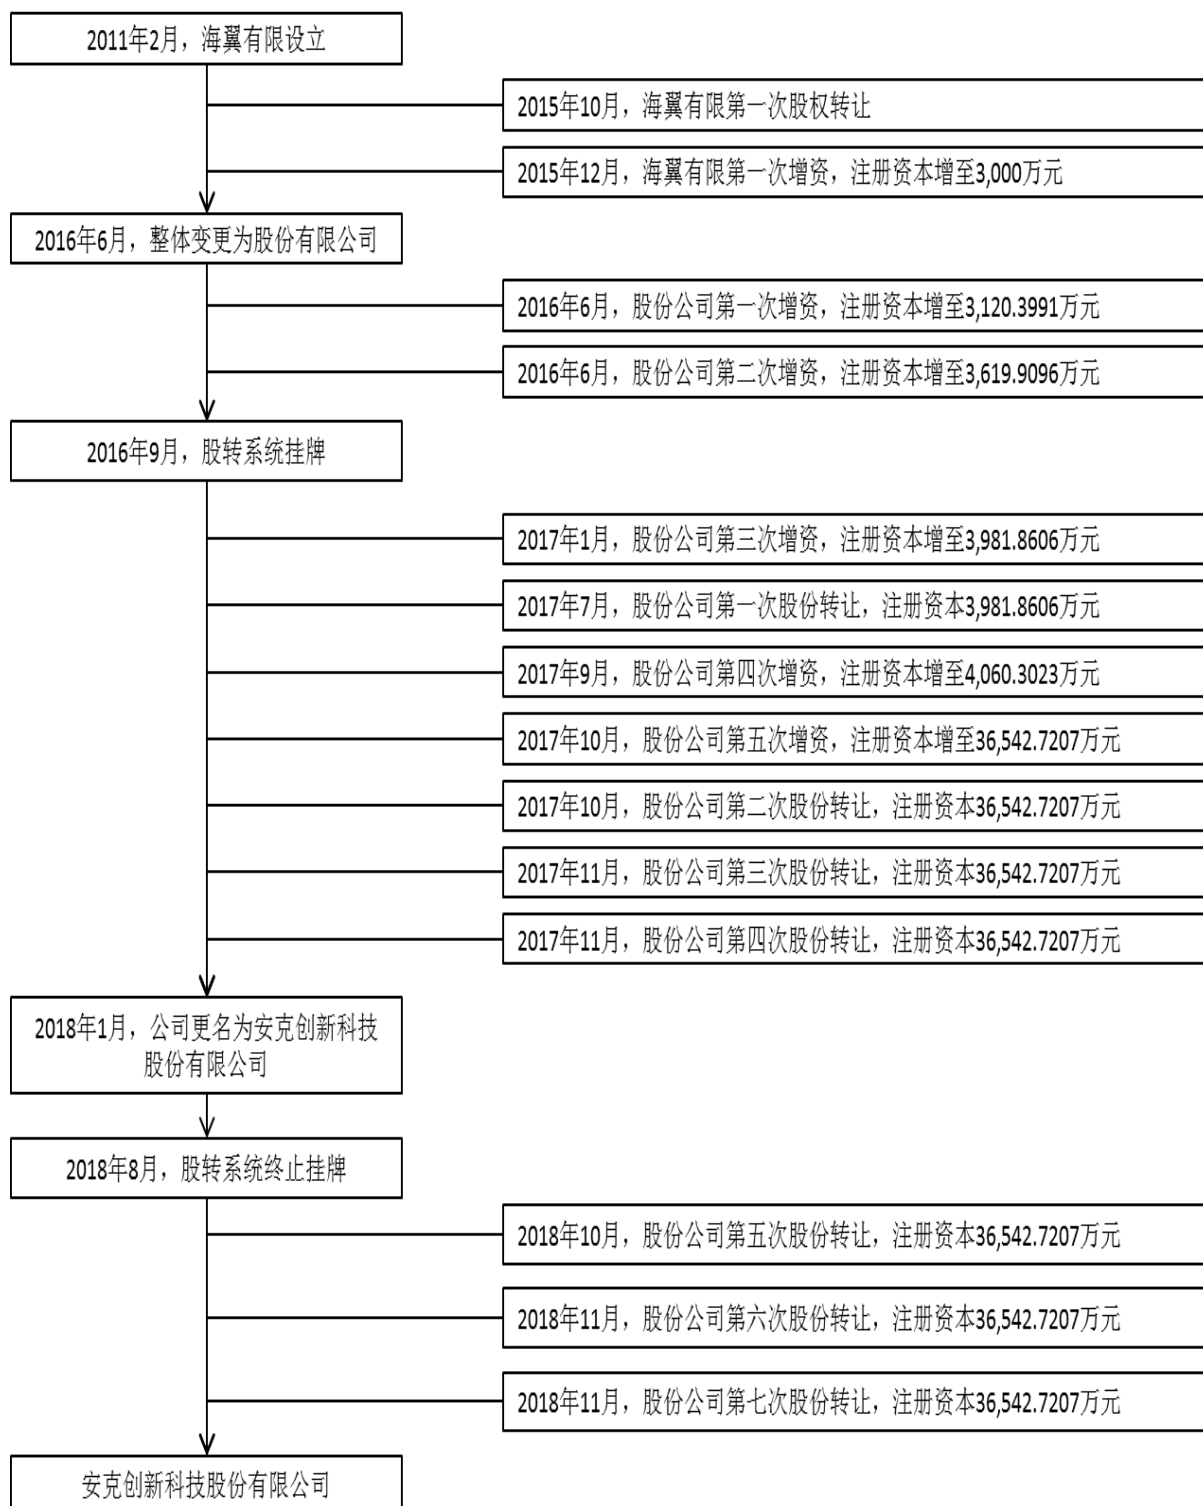 2011年2月，海翼有限设立
2015年10月，海翼有限第一次股权转让
2015年12月，海翼有限第一次增资，注册资本增至3,000万元
2016年6月，整体变更为股份有限公司
2016年6月，股份公司第一次增资，注册资本增至3,120.3991万元
2016年6月，股份公司第二次增资，注册资本增至3,619.9096万元
2016年9月，股转系统挂牌
2017年1月，股份公司第三次增资，注册资本增至3,981.8606万元
2017年7月，股份公司第一次股份转让，注册资本3,981.8606万元
2017年9月，股份公司第四次增资，注册资本增至4,060.3023万元
2017年10月，股份公司第五次增资，注册资本增至36,542.7207万元
2017年10月，股份公司第二次股份转让，注册资本36,542.7207万元
2017年11月，股份公司第三次股份转让，注册资本36,542.7207万元
2017年11月，股份公司第四次股份转让，注册资本36,542.7207万元
2018年1月，公司更名为安克创新科技
股份有限公司
2018年8月，股转系统终止挂牌
2018年10月，股份公司第五次股份转让，注册资本36,542.7207万元
2018年11月，股份公司第六次股份转让，注册资本36,542.7207万元
2018年11月，股份公司第七次股份转让，注册资本36,542.7207万元
安克创新科技股份有限公司